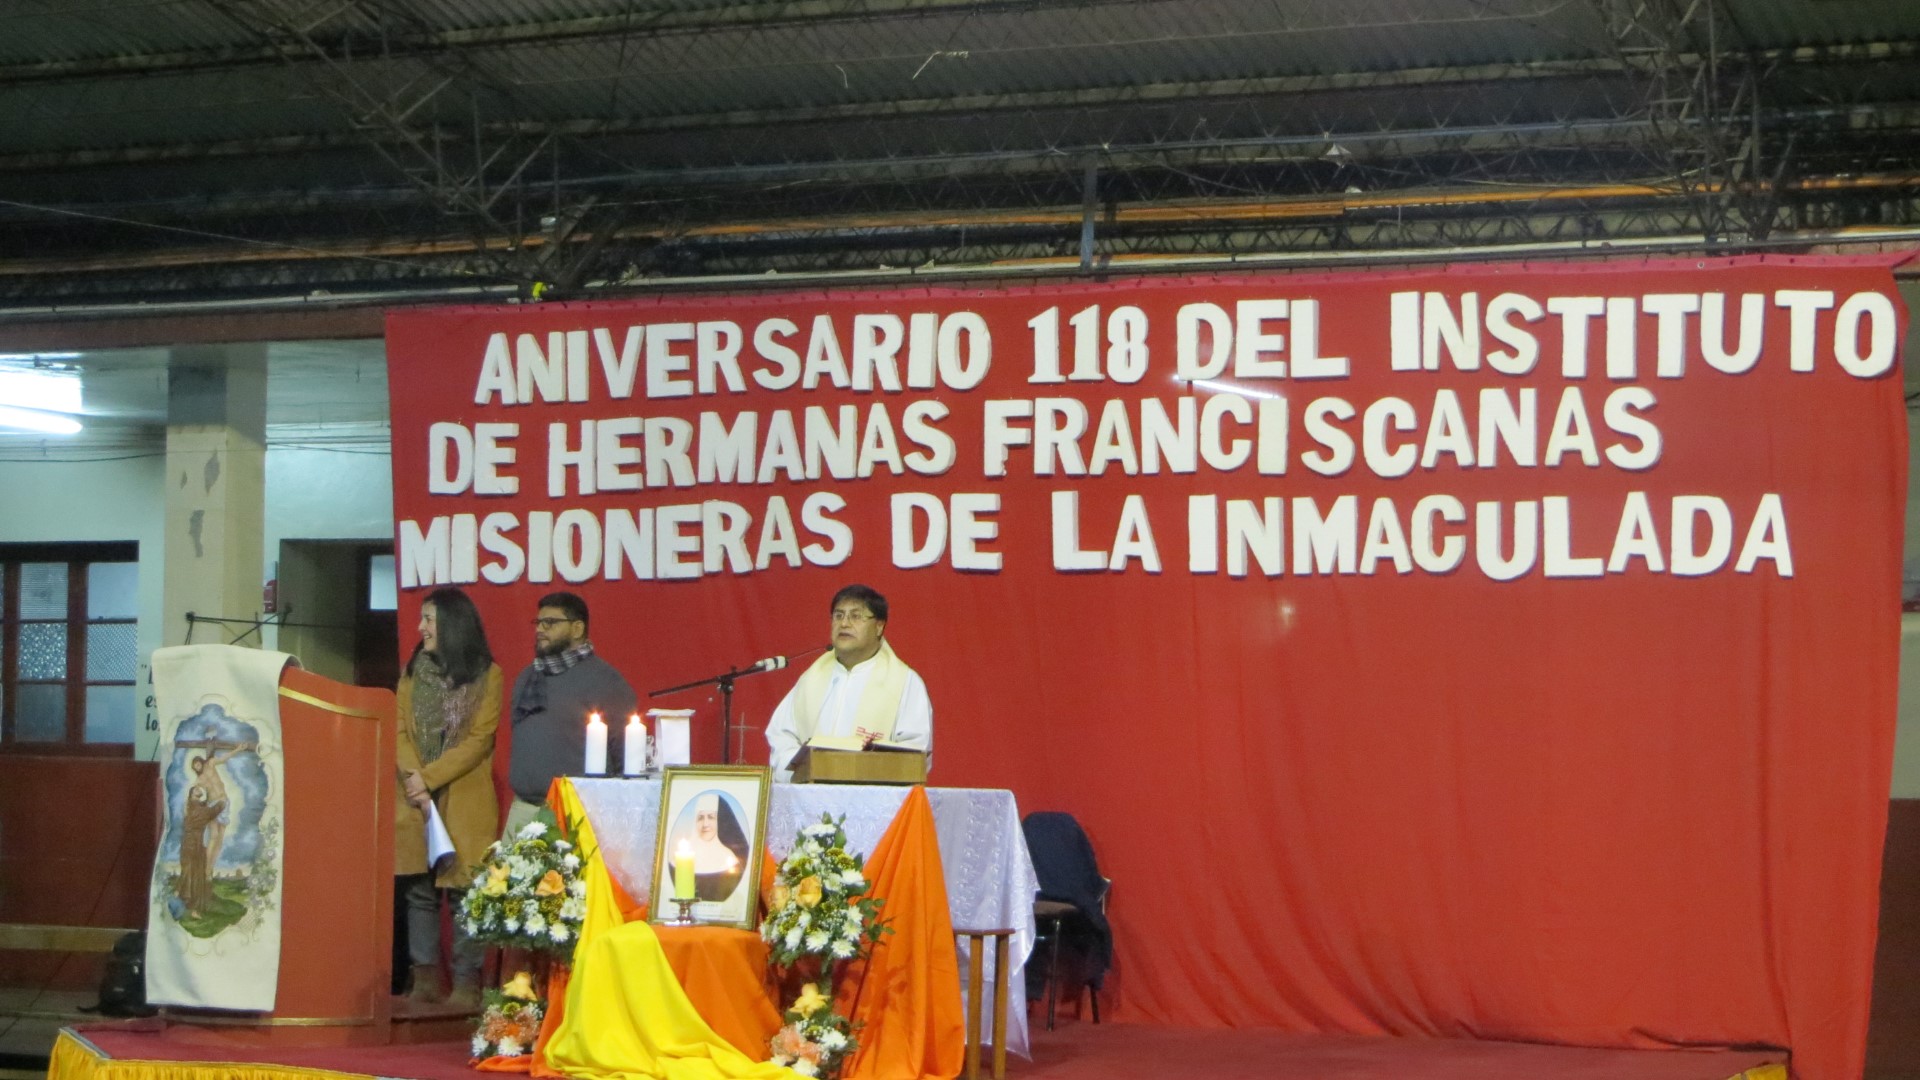 ANIVERSARIO 118 DEL INSTITUTO
DE HERMANAS FRANCISCANAS
MISIONERAS DE LA INMACULADA